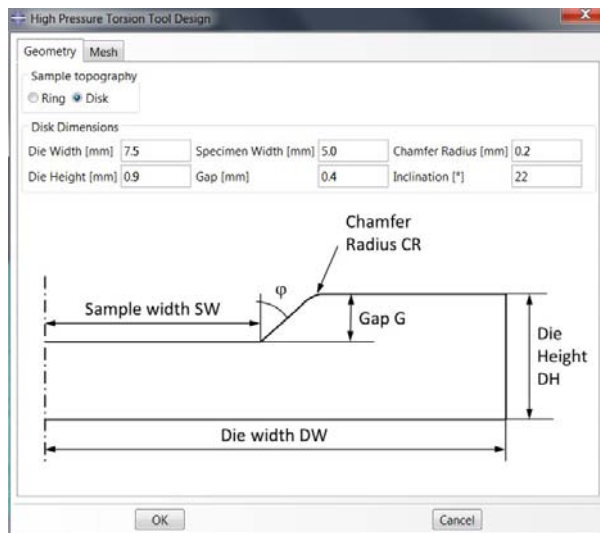 High Pressure Torsion Tool Design
Geometry Mesh
Sample topography
Ring Disk
Disk Dimensions
Die Width [mm] 7.5 Specimen Width [mm] 5.0 Chamfer Radius [mm] 0.2
Die Height [mm] 0.9 Gap [mm] 0.4 Inclination [°] 22
Chamfer
Radius CR
φ
Sample width SW
Gap G
Die
Height
DH
Die width DW
OK Cancel